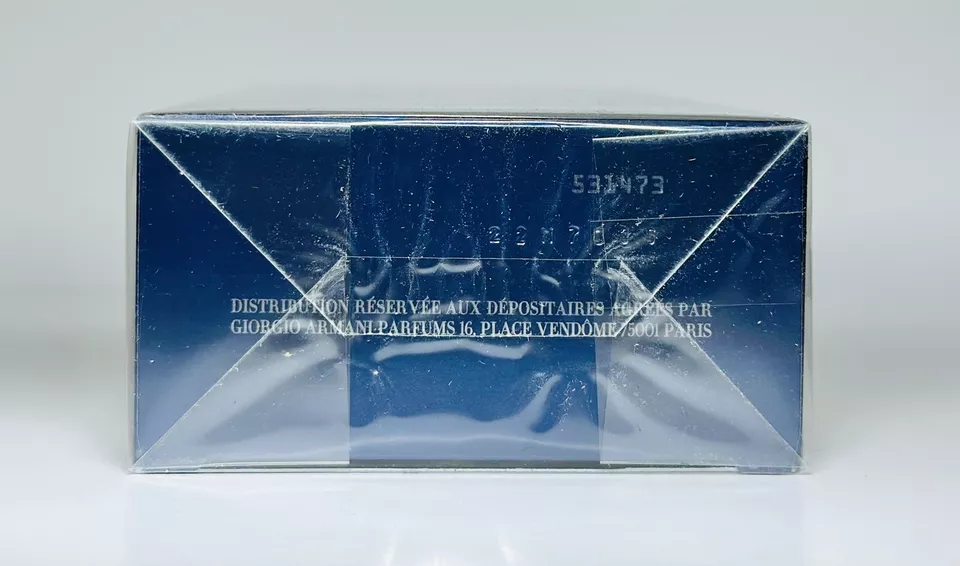 531473
DISTRIBUTION RÉSERVÉE AUX DÉPOSITAIRES AGRÉÉS PAR
GIORGIO ARMANI PARFUMS 16, PLACE VENDÔME 75001 PARIS